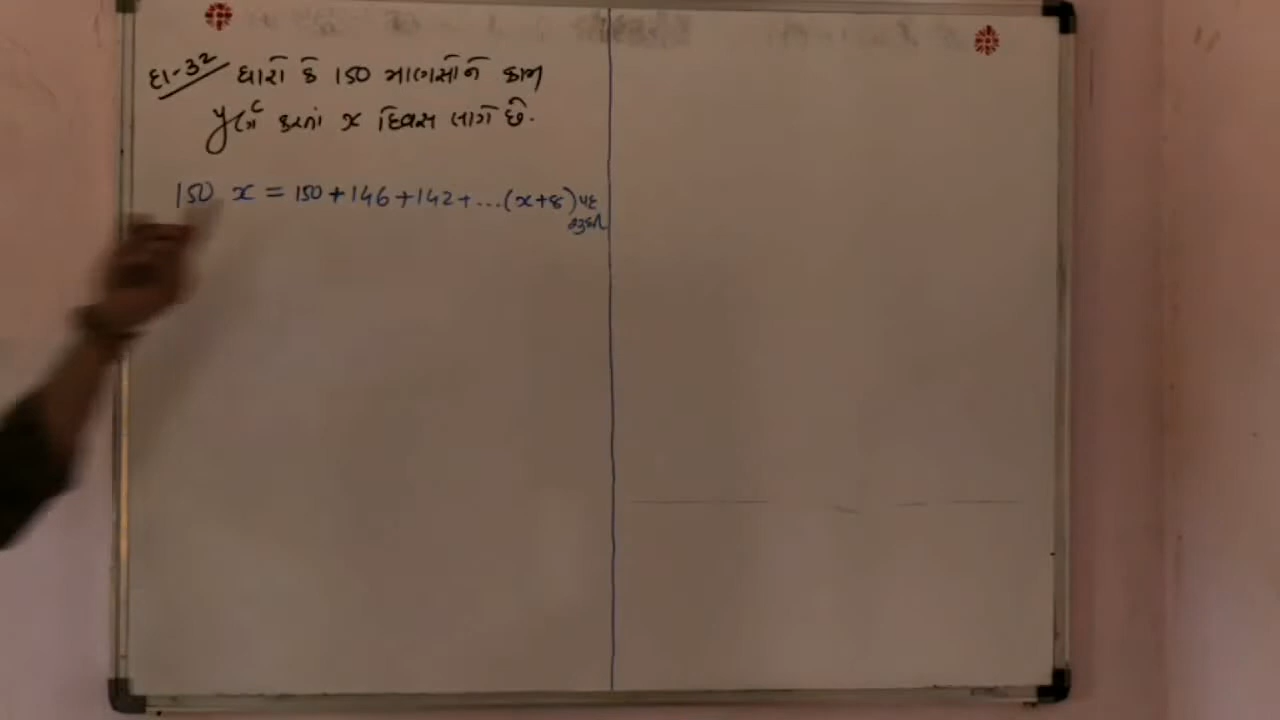 દા-32 ધારો કે 150 માણસોને કામ
પૂર્ણ કરતાં x દિવસ લાગે છે.
150 x = 150 + 146 + 142 + ... (x+8) પદ
સુધી